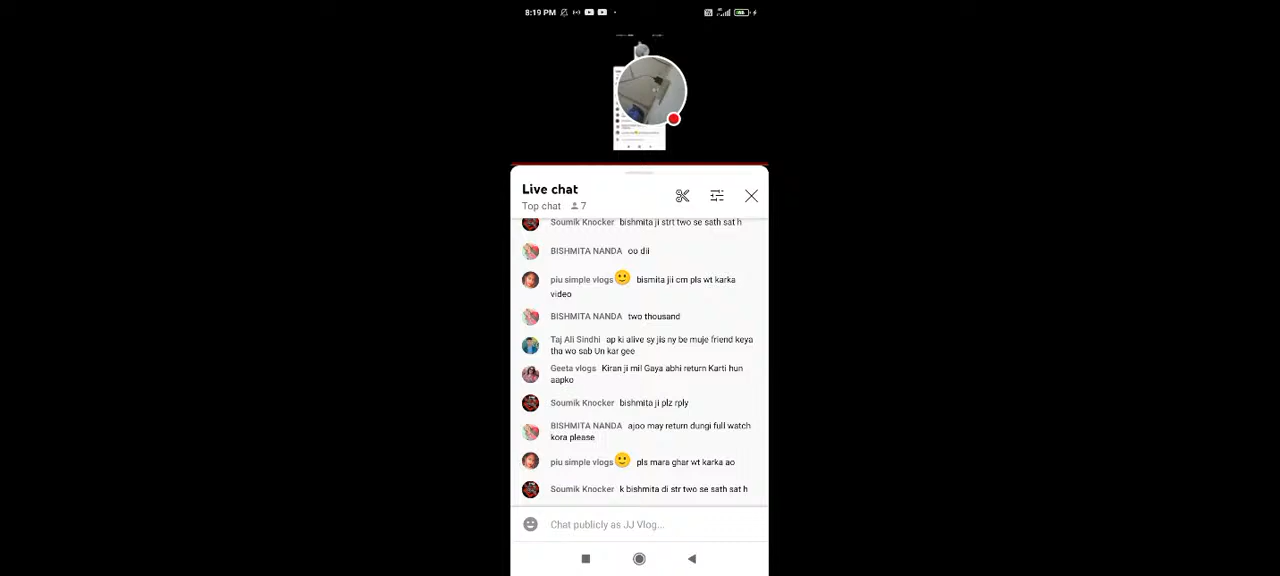 8:19 PM
Live chat
Top chat 7
Soumik Knocker bishmita ji strt two se sath sat h
BISHMITA NANDA oo dii
piu simple vlogs🙂 bismita jii cm pls wt karka
video
BISHMITA NANDA two thousand
Taj Ali Sindhi ap ki alive sy jis ny be muje friend keya
tha wo sab Un kar gee
Geeta vlogs Kiran ji mil Gaya abhi return Karti hun
aapko
Soumik Knocker bishmita ji plz rply
BISHMITA NANDA ajoo may return dungi full watch
kora please
piu simple vlogs🙂 pls mara ghar wt karka ao
Soumik Knocker k bishmita di str two se sath sat h
Chat publicly as JJ Vlog...